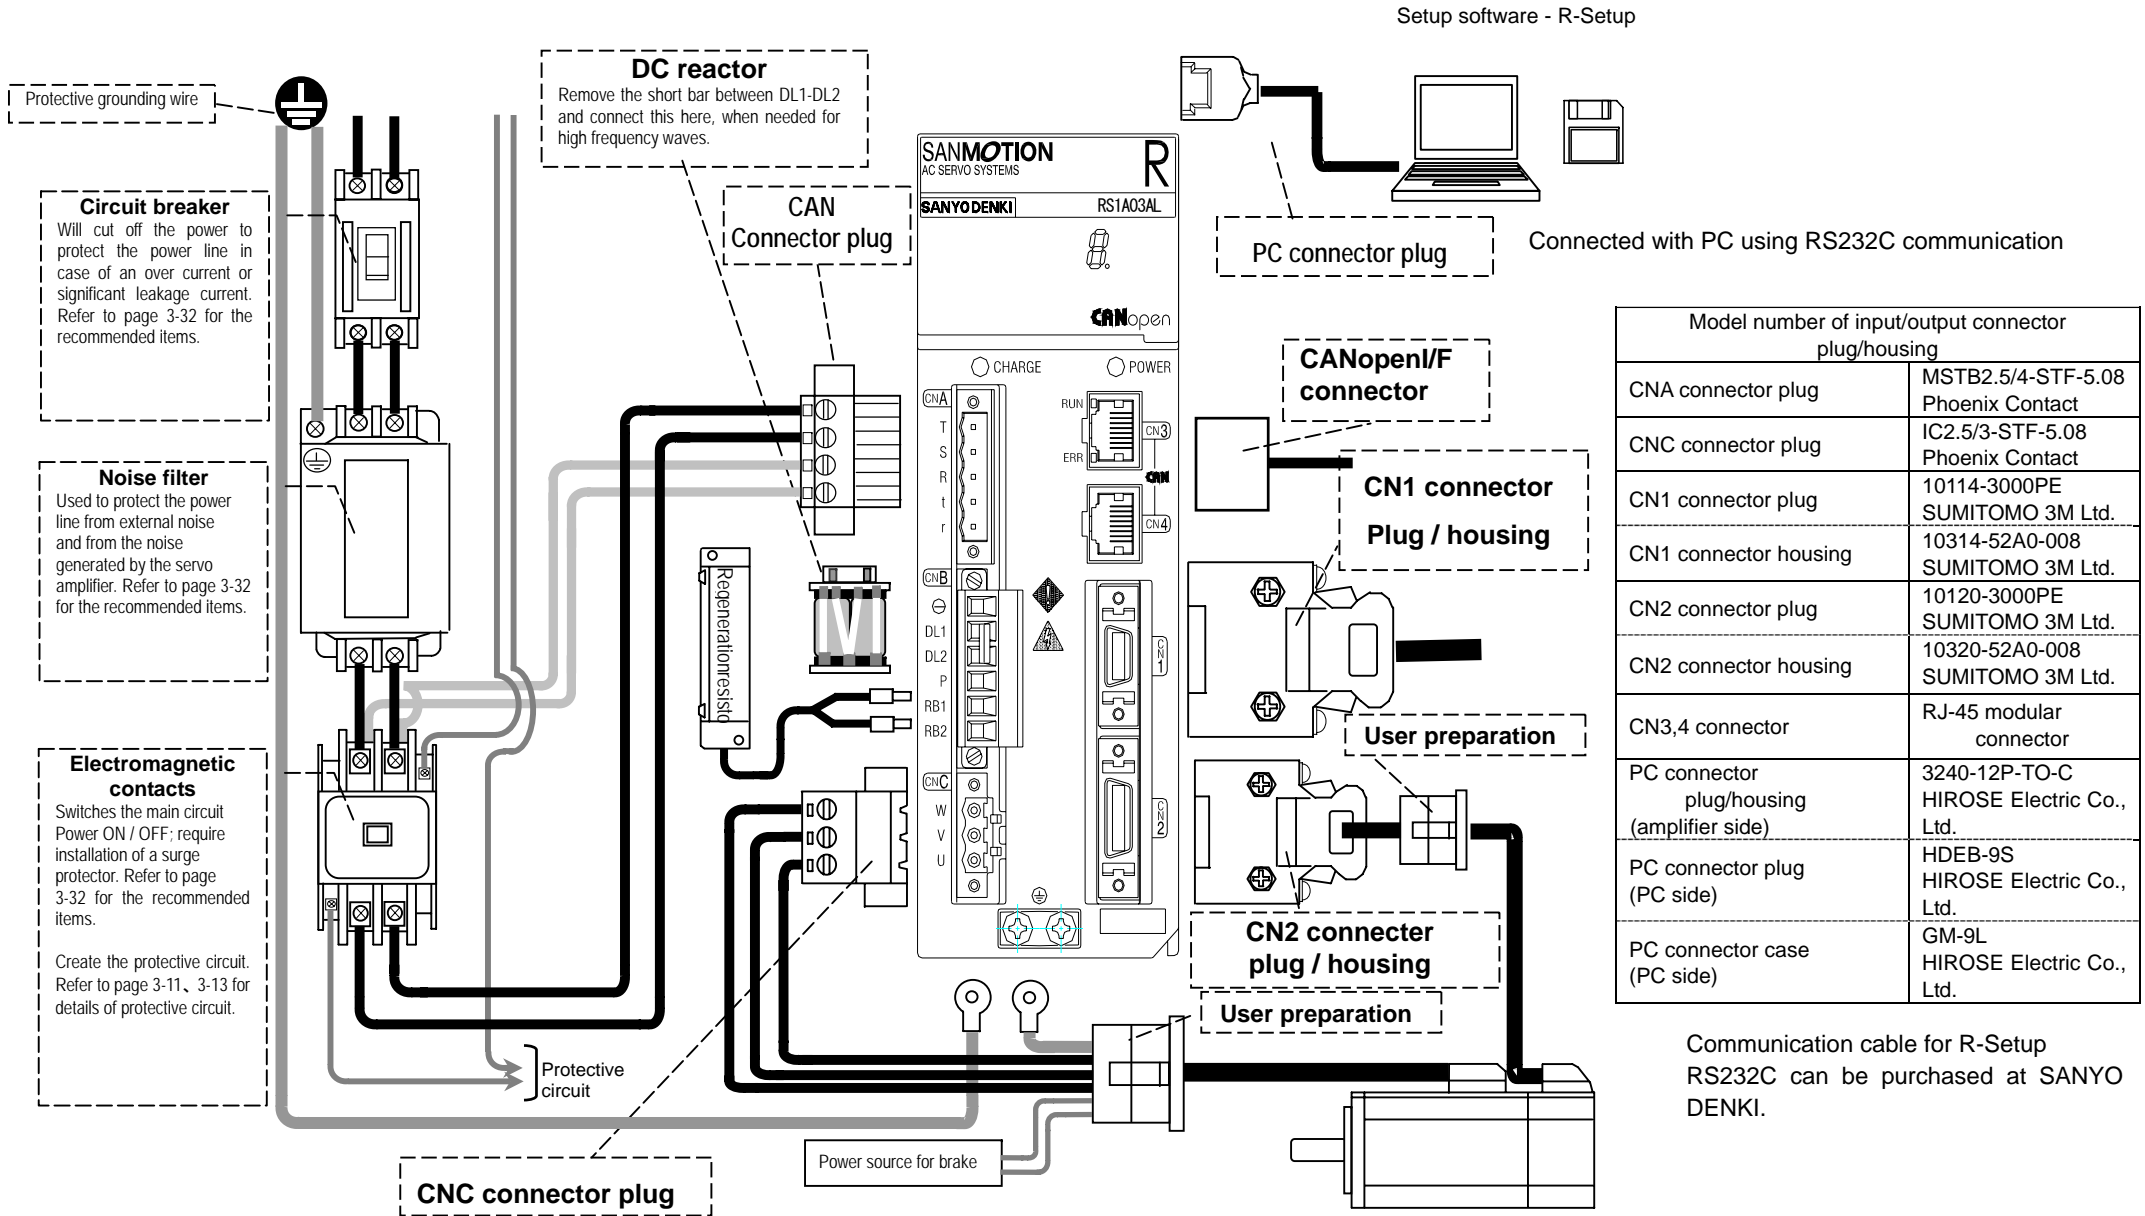 Setup software - R-Setup
Protective grounding wire
DC reactor
Remove the short bar between DL1-DL2
and connect this here, when needed for
high frequency waves.
Circuit breaker
Will cut off the power to
protect the power line in
case of an over current or
significant leakage current.
Refer to page 3-32 for the
recommended items.
CAN
Connector plug
SANMOTION
AC SERVO SYSTEMS
R
SANYO DENKI
RS1A03AL
8.
CANopen
CHARGE
POWER
PC connector plug
Connected with PC using RS232C communication
CANopenI/F
connector
CN1 connector
Plug / housing
Noise filter
Used to protect the power
line from external noise
and from the noise
generated by the servo
amplifier. Refer to page 3-32
for the recommended items.
Regenerationresisto
CNA
T
S
R
t
r
RUN
CN3
ERR
CAN
CN4
CNB
⊖
DL1
DL2
P
RB1
RB2
CN1
CNC
W
V
U
CN2
User preparation
Electromagnetic
contacts
Switches the main circuit
Power ON / OFF; require
installation of a surge
protector. Refer to page
3-32 for the recommended
items.
Create the protective circuit.
Refer to page 3-11、3-13 for
details of protective circuit.
Protective
circuit
CN2 connecter
plug / housing
User preparation
Power source for brake
CNC connector plug
Model number of input/output connector
plug/housing
CNA connector plug
MSTB2.5/4-STF-5.08
Phoenix Contact
CNC connector plug
IC2.5/3-STF-5.08
Phoenix Contact
CN1 connector plug
10114-3000PE
SUMITOMO 3M Ltd.
CN1 connector housing
10314-52A0-008
SUMITOMO 3M Ltd.
CN2 connector plug
10120-3000PE
SUMITOMO 3M Ltd.
CN2 connector housing
10320-52A0-008
SUMITOMO 3M Ltd.
CN3,4 connector
RJ-45 modular
connector
PC connector
plug/housing
(amplifier side)
3240-12P-TO-C
HIROSE Electric Co.,
Ltd.
PC connector plug
(PC side)
HDEB-9S
HIROSE Electric Co.,
Ltd.
PC connector case
(PC side)
GM-9L
HIROSE Electric Co.,
Ltd.
Communication cable for R-Setup
RS232C can be purchased at SANYO
DENKI.